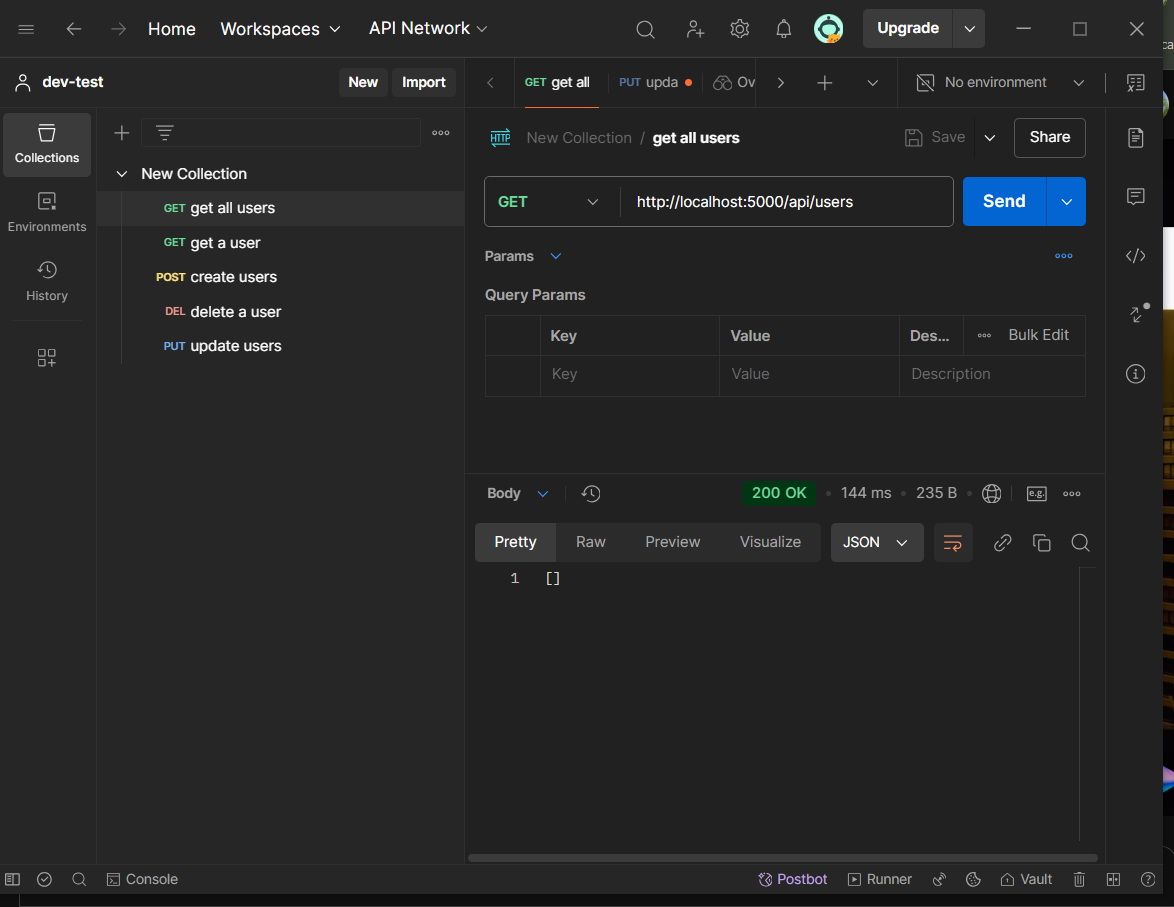 Home Workspaces API Network Upgrade
dev-test New Import GET get all PUT upda Ov No environment
Collections
Environments
History
New Collection
GET get all users
GET get a user
POST create users
DEL delete a user
PUT update users
HTTP New Collection / get all users Save Share
GET http://localhost:5000/api/users Send
Params
Query Params
Key Value Des... Bulk Edit
Key Value Description
Body 200 OK • 144 ms • 235 B • e.g.
Pretty Raw Preview Visualize JSON
1 []
Console Postbot Runner Vault